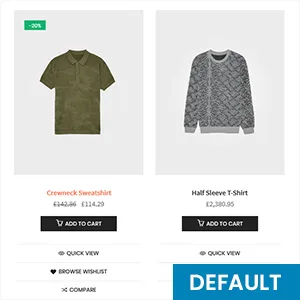 -20%
Crewneck Sweatshirt
£142.86 £114.29
ADD TO CART
QUICK VIEW
BROWSE WISHLIST
COMPARE
Half Sleeve T-Shirt
£2,380.95
ADD TO CART
QUICK VIEW
DEFAULT